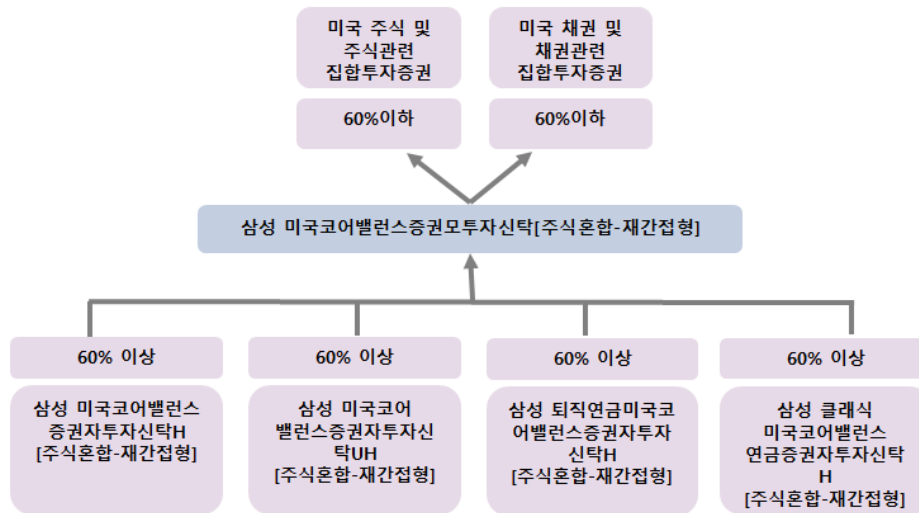 미국 주식 및
주식관련
집합투자증권
미국 채권 및
채권관련
집합투자증권
60%이하
60%이하
삼성 미국코어밸런스증권모투자신탁[주식혼합-재간접형]
60% 이상
60% 이상
60% 이상
60% 이상
삼성 미국코어밸런스
증권자투자신탁H
[주식혼합-재간접형]
삼성 미국코어
밸런스증권자투자신
탁UH
[주식혼합-재간접형]
삼성 퇴직연금미국코
어밸런스증권자투자
신탁H
[주식혼합-재간접형]
삼성 클래식
미국코어밸런스
연금증권자투자신탁
H
[주식혼합-재간접형]